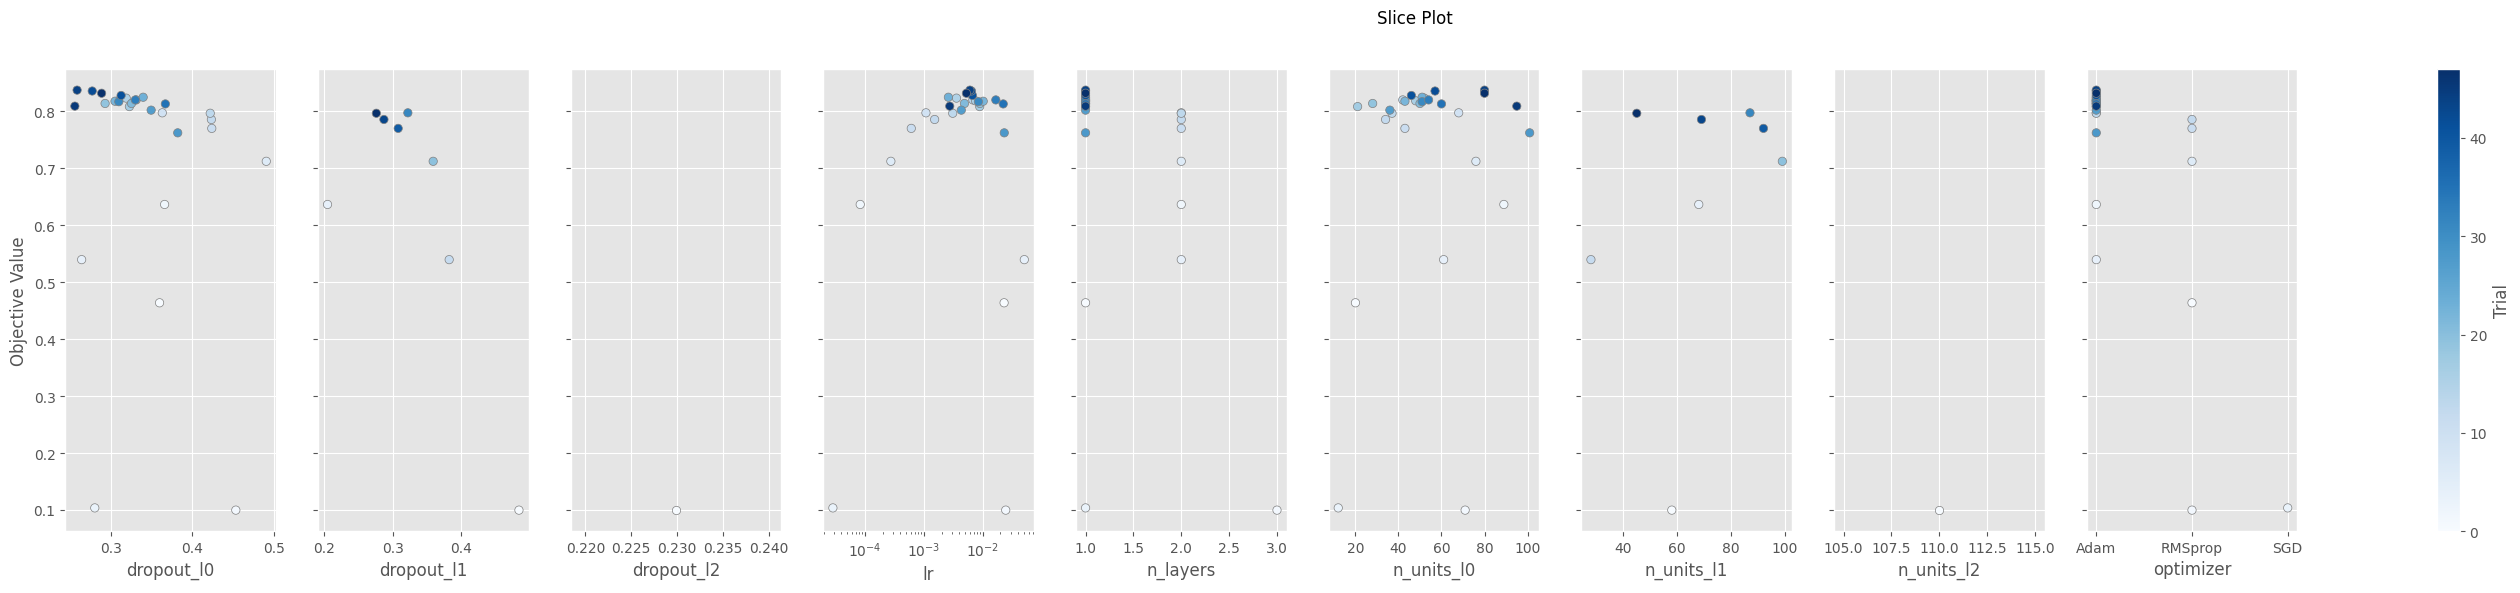 Slice Plot
Objective Value
0.8
0.7
0.6
0.5
0.4
0.3
0.2
0.1
0.3 0.4 0.5
dropout_l0
0.2 0.3 0.4
dropout_l1
0.220 0.225 0.230 0.235 0.240
dropout_l2
10⁻⁴ 10⁻³ 10⁻²
lr
1.0 1.5 2.0 2.5 3.0
n_layers
20 40 60 80 100
n_units_l0
40 60 80 100
n_units_l1
105.0 107.5 110.0 112.5 115.0
n_units_l2
Adam RMSprop SGD
optimizer
40
30
20
10
0
Trial